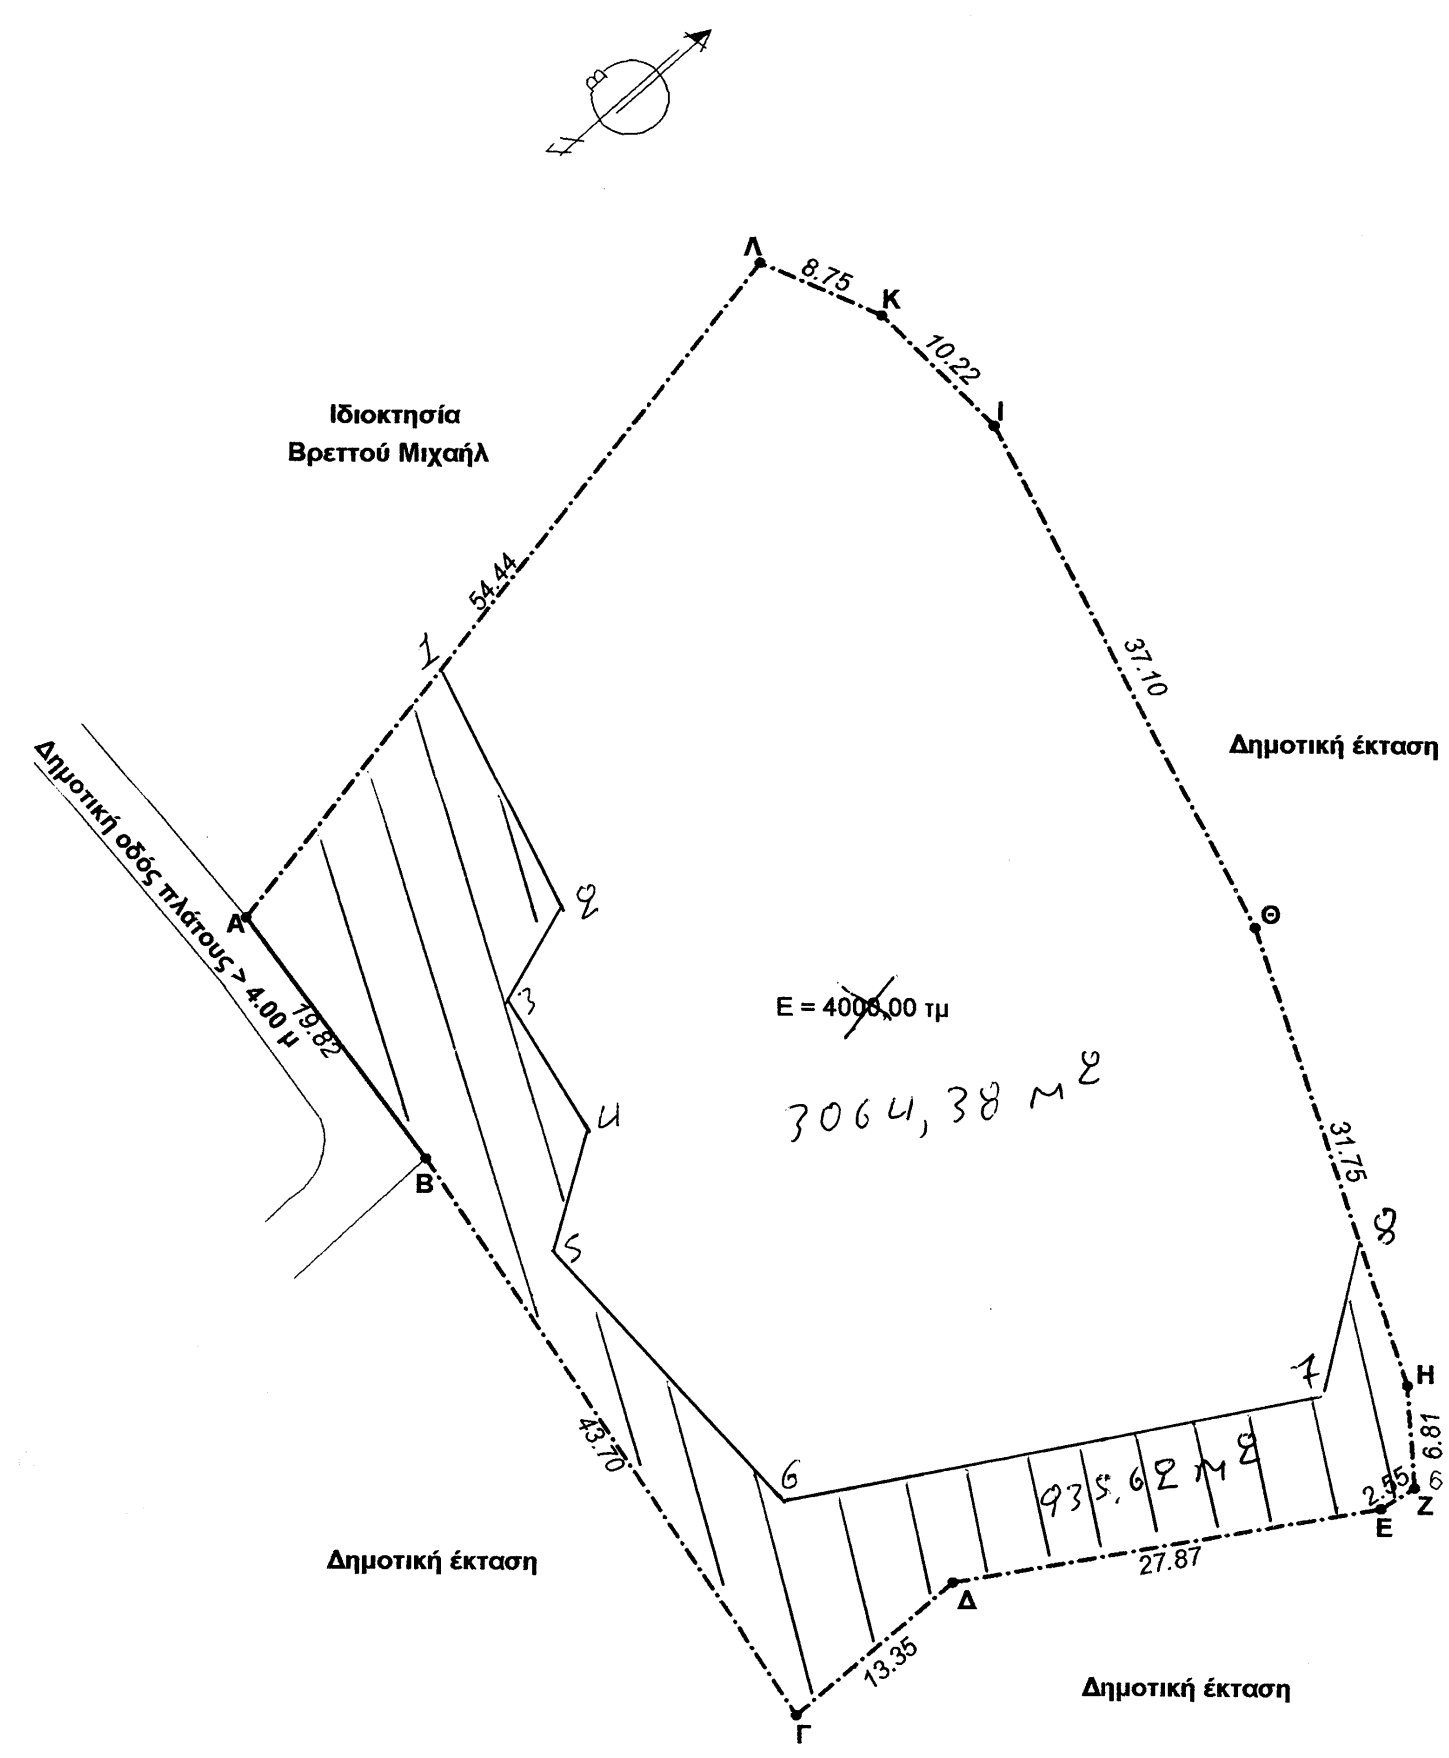 Β
Λ
8.75
Κ
10.22
Ι
Ιδιοκτησία
Βρεττού Μιχαήλ
54.44
1
37.10
Δημοτική έκταση
Δημοτική οδός πλάτους > 4.00 μ
2
Α
Θ
3
Ε = 4000,00 τμ
19.82
3064,38 μ2
4
31.75
Β
8
5
7
Η
43.70
6
935.62 μ2
6.81
2.55
6
Ζ
Ε
Δημοτική έκταση
27.87
Δ
13.35
Δημοτική έκταση
Γ